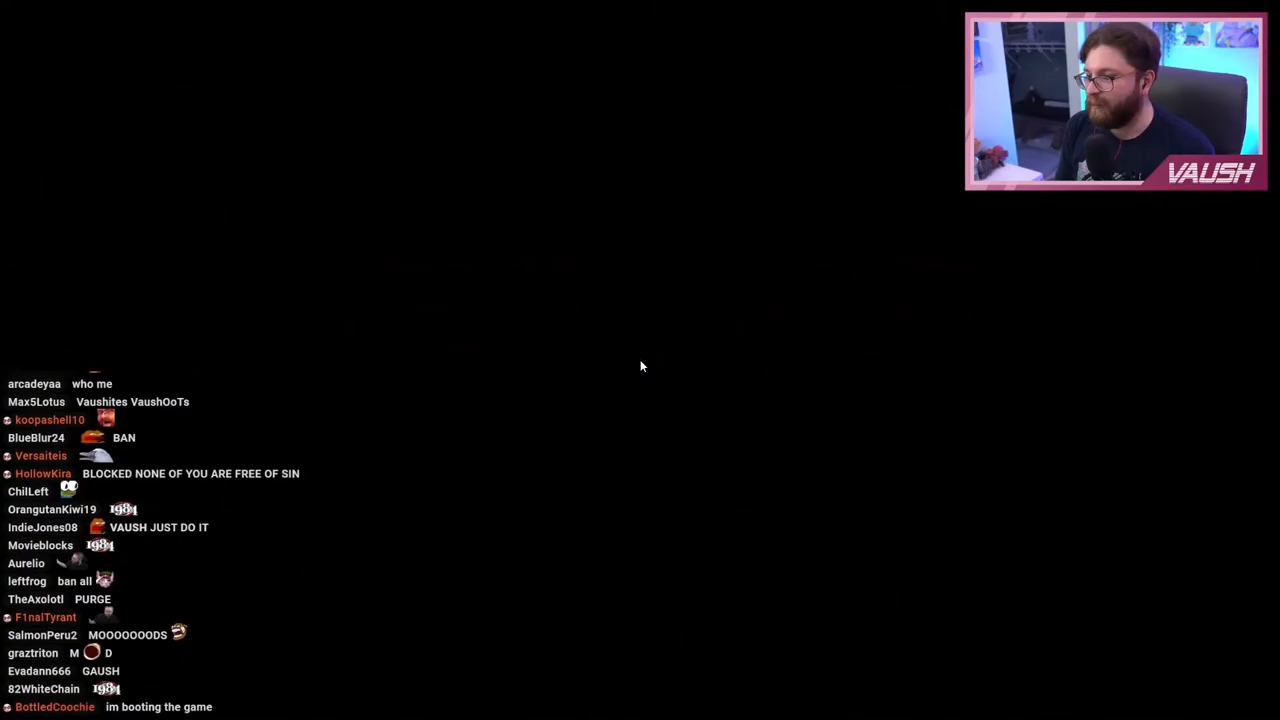 VAUSH
arcadeyaa who me
Max5Lotus Vaushites VaushOoTs
koopashell10
BlueBlur24 BAN
Versaiteis
HollowKira BLOCKED NONE OF YOU ARE FREE OF SIN
ChilLeft
OrangutanKiwi19 1984
IndieJones08 VAUSH JUST DO IT
Movieblocks 1984
Aurelio
leftfrog ban all
TheAxolotl PURGE
F1nalTyrant
SalmonPeru2 MOOOOOOODS
graztriton M D
Evadann666 GAUSH
82WhiteChain 1984
BottledCoochie im booting the game